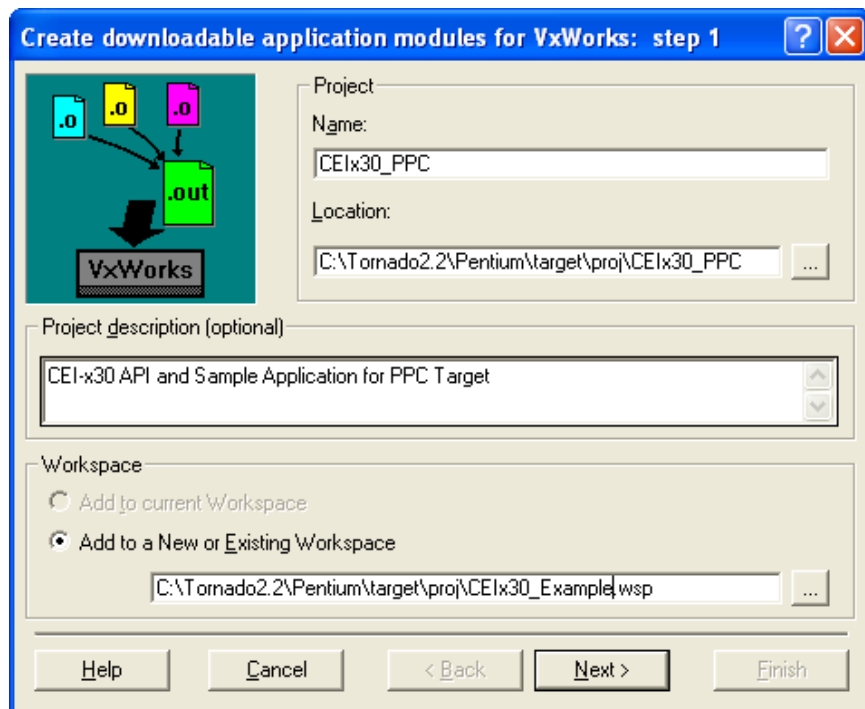 Create downloadable application modules for VxWorks: step 1
.o
.o
.o
.out
VxWorks
Project
Name:
CEIx30_PPC
Location:
C:\Tornado2.2\Pentium\target\proj\CEIx30_PPC
...
Project description (optional)
CEI-x30 API and Sample Application for PPC Target
Workspace
Add to current Workspace
Add to a New or Existing Workspace
C:\Tornado2.2\Pentium\target\proj\CEIx30_Example.wsp
...
Help
Cancel
< Back
Next >
Finish